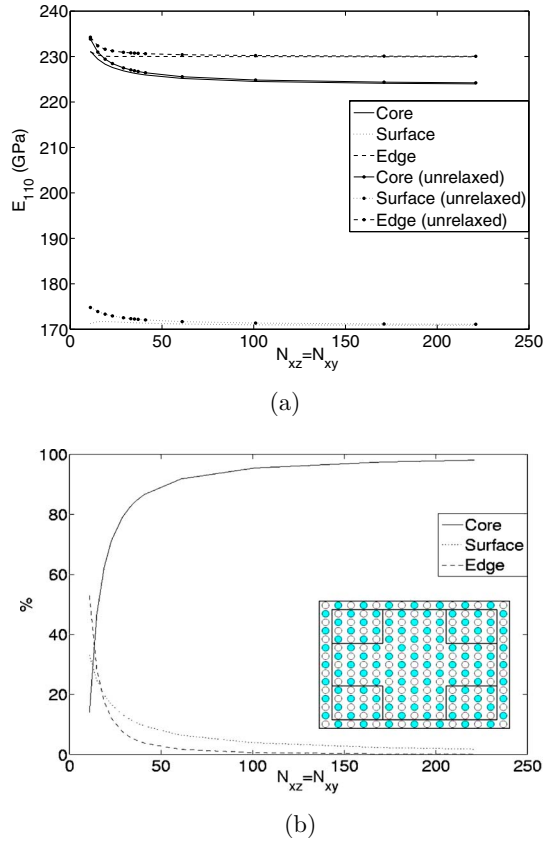 240
230
220
210
200
190
180
170
E110 (GPa)
Core
Surface
Edge
Core (unrelaxed)
Surface (unrelaxed)
Edge (unrelaxed)
0 50 100 150 200 250
Nxz=Nxy
(a)
100
80
60
40
20
0
%
Core
Surface
Edge
0 50 100 150 200 250
Nxz=Nxy
(b)